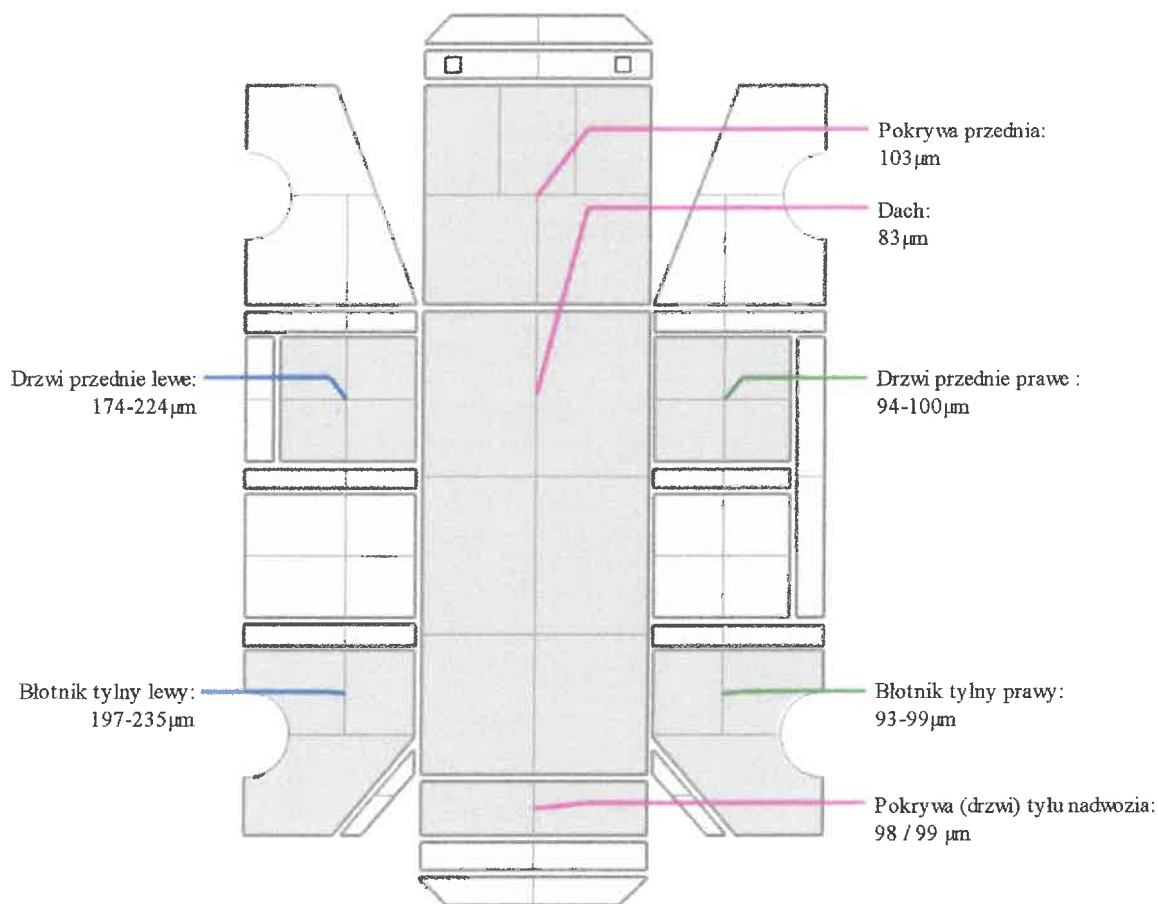 Pokrywa przednia:
103μm
Dach:
83μm
Drzwi przednie lewe:
174-224μm
Drzwi przednie prawe :
94-100μm
Błotnik tylny lewy:
197-235μm
Błotnik tylny prawy:
93-99μm
Pokrywa (drzwi) tyłu nadwozia:
98 / 99 μm